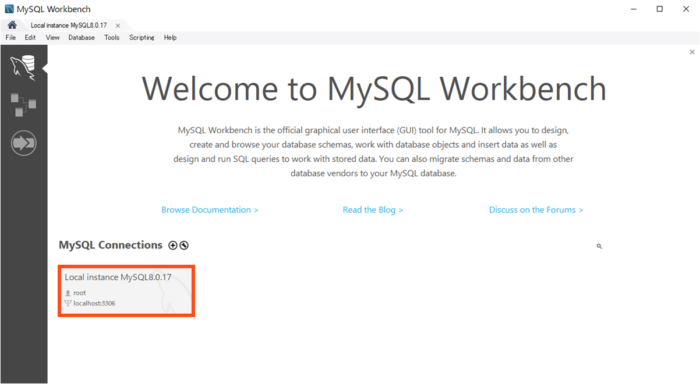 MySQL Workbench
Local instance MySQL8.0.17
File Edit View Database Tools Scripting Help
Welcome to MySQL Workbench
MySQL Workbench is the official graphical user interface (GUI) tool for MySQL. It allows you to design,
create and browse your database schemas, work with database objects and insert data as well as
design and run SQL queries to work with stored data. You can also migrate schemas and data from other
database vendors to your MySQL database.
Browse Documentation > Read the Blog > Discuss on the Forums >
MySQL Connections
Local instance MySQL8.0.17
root
localhost:3306